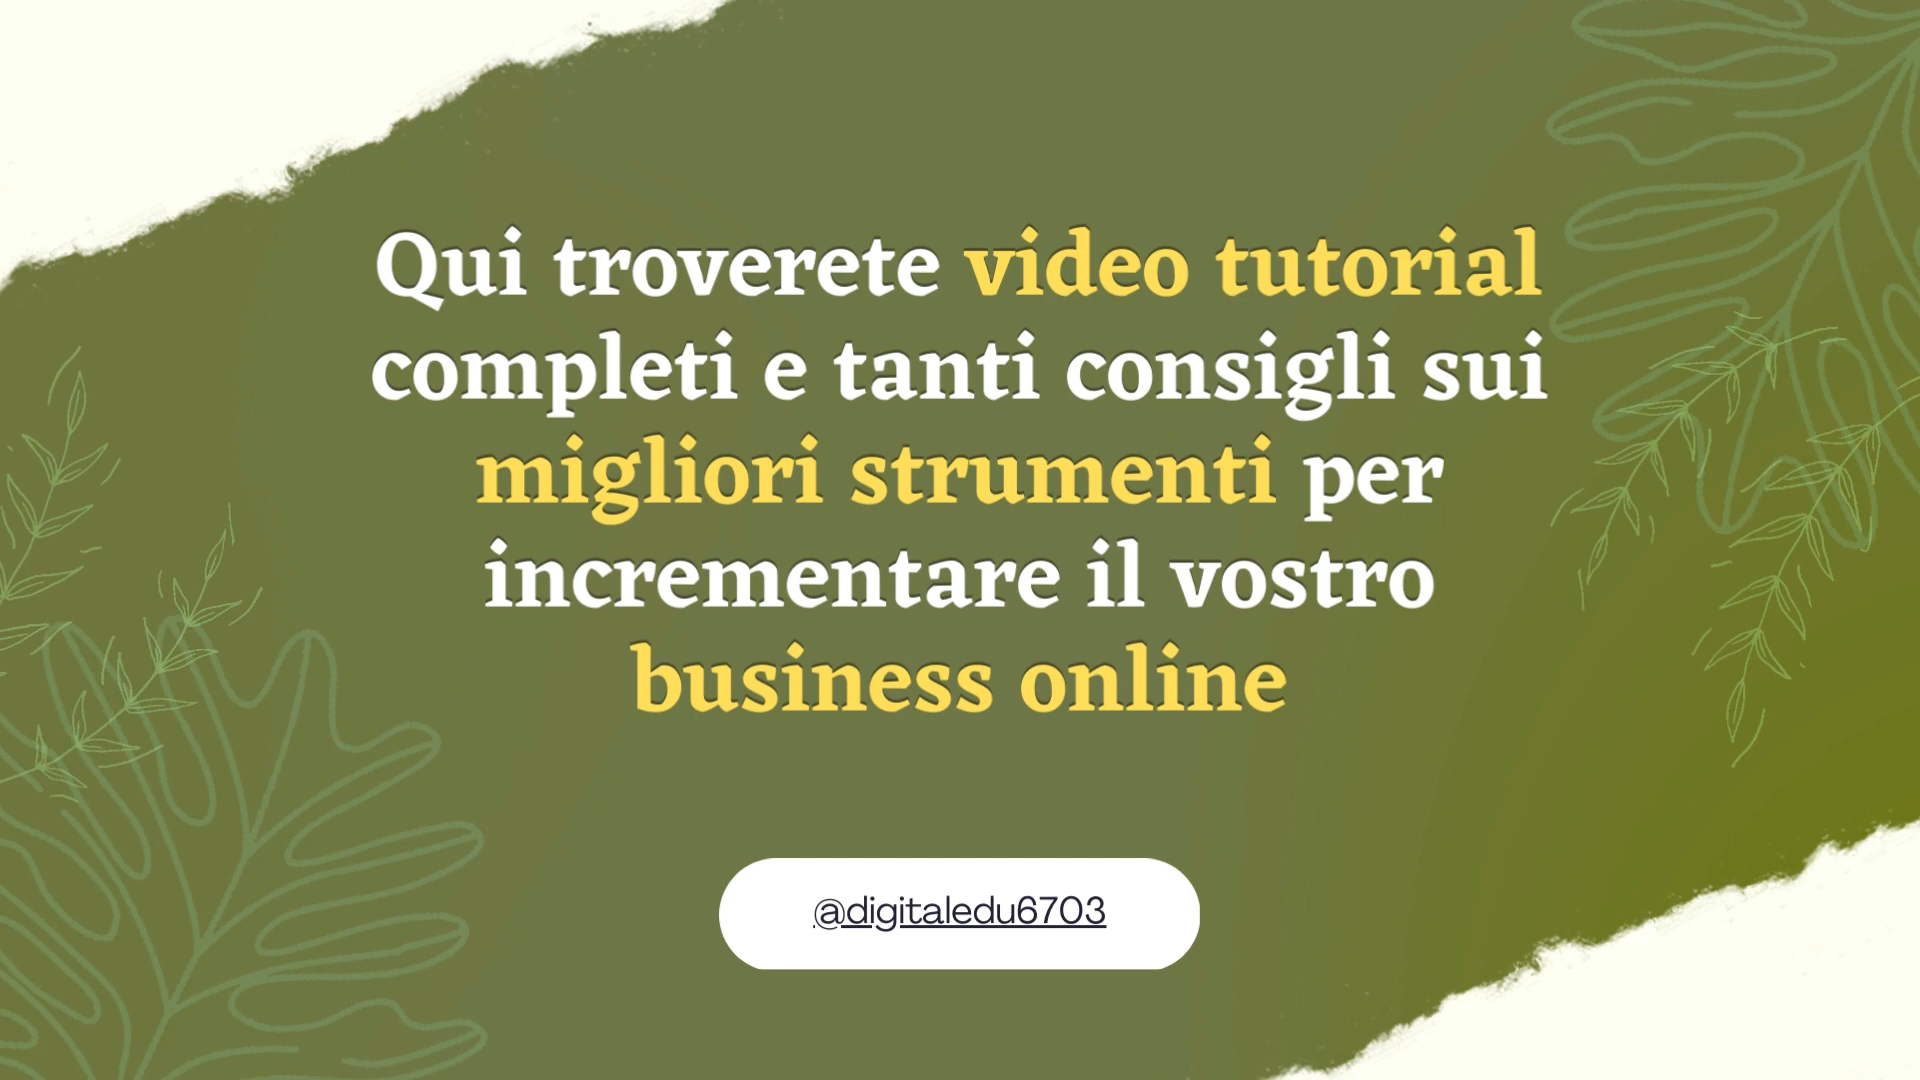 Qui troverete video tutorial
completi e tanti consigli sui
migliori strumenti per
incrementare il vostro
business online
@digitaledu6703